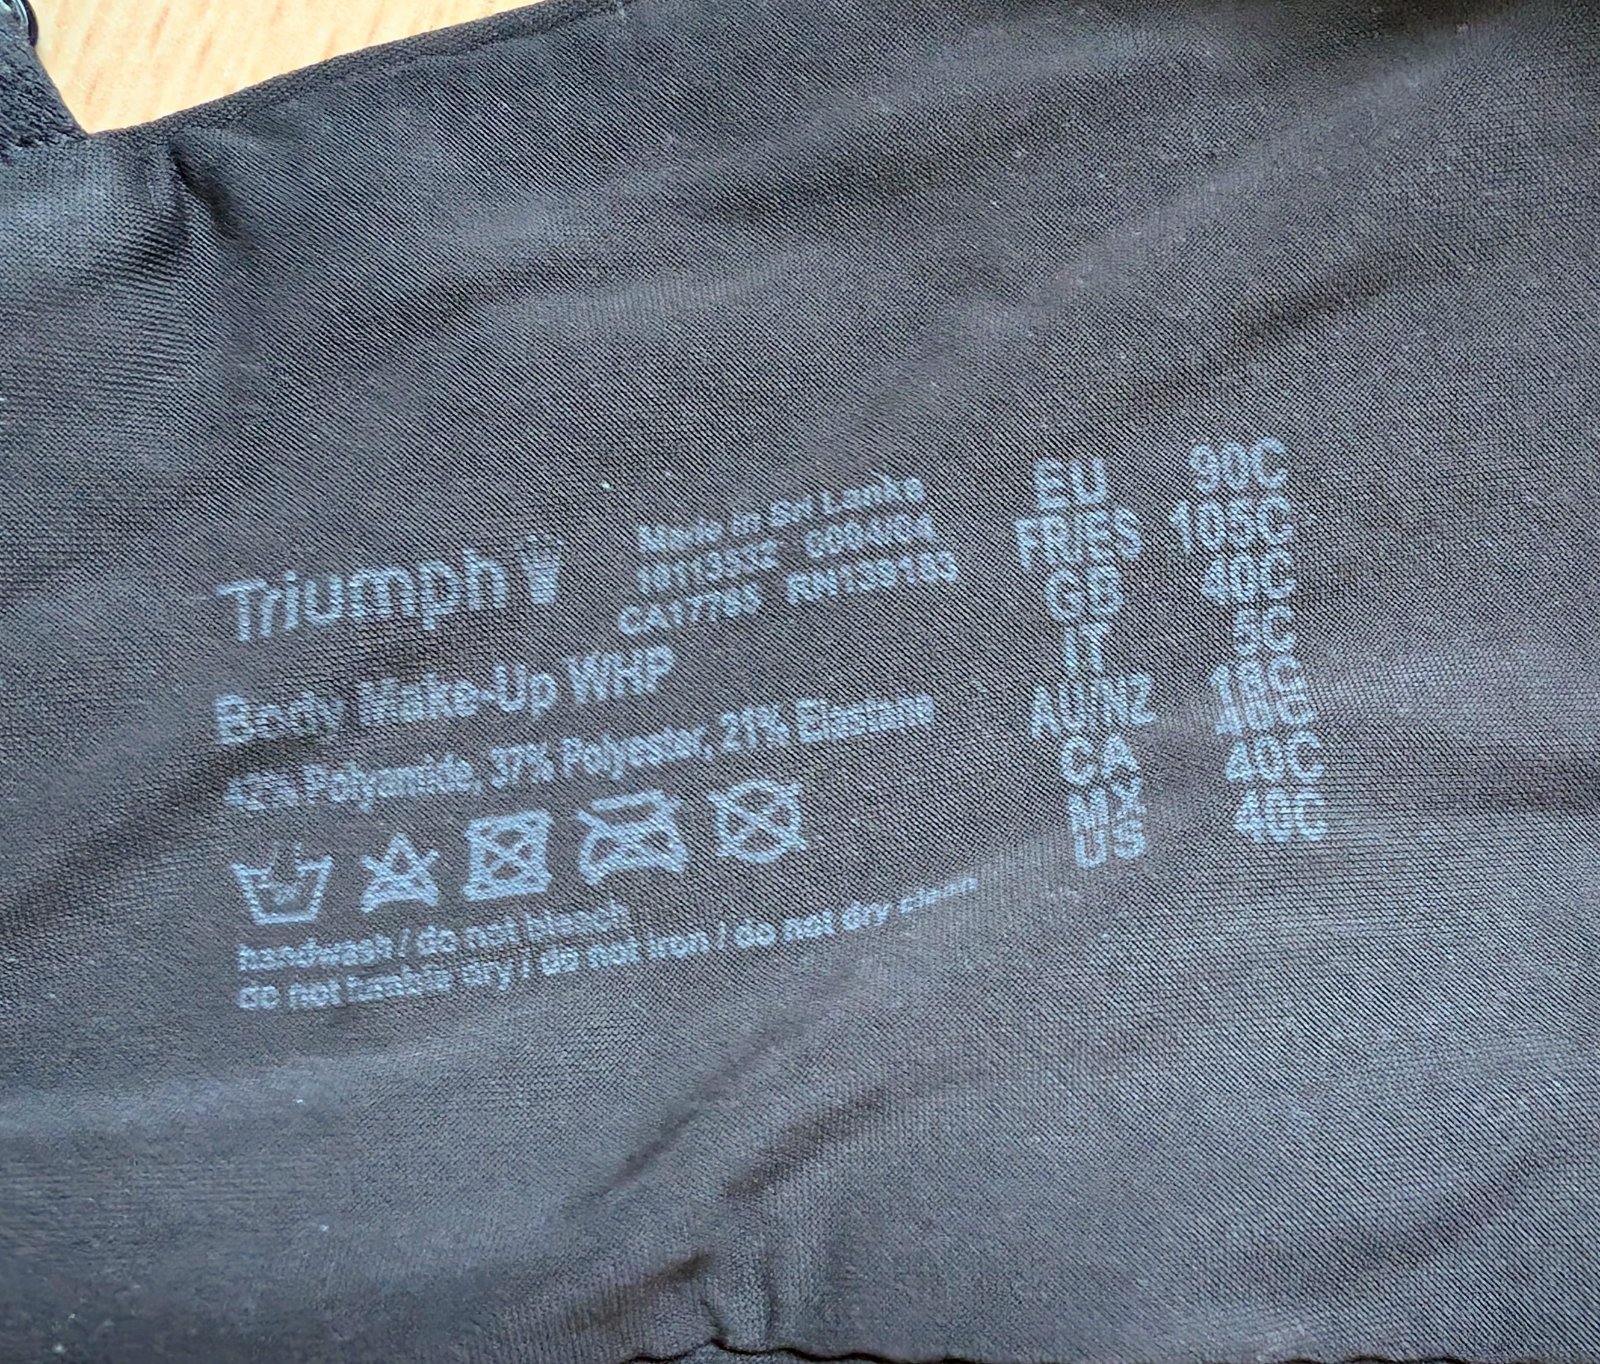 Triumph
Made in Sri Lanka
CA17765 RN139163
Body Make-Up WHP
42% Polyamide, 37% Polyester, 21% Elastane
handwash / do not bleach
do not tumble dry / do not iron / do not dry clean
EU 90C
FR/ES 105C
GB 40C
IT 5C
AU/NZ 18C
CA 40C
MX 40C
US 40C